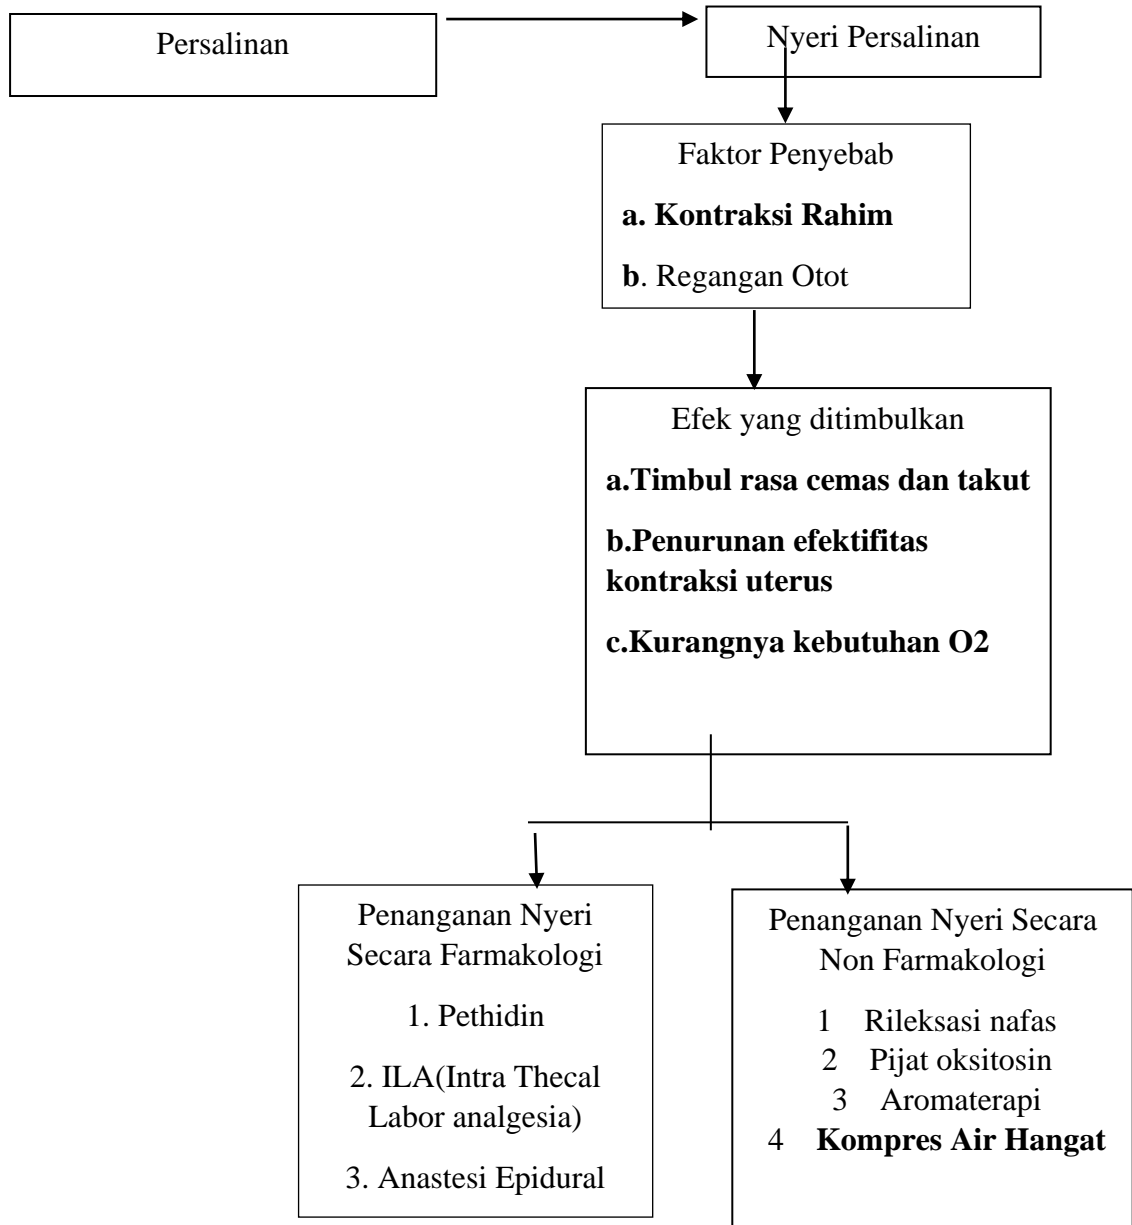 Persalinan
Nyeri Persalinan
Faktor Penyebab
a. Kontraksi Rahim
b. Regangan Otot
Efek yang ditimbulkan
a.Timbul rasa cemas dan takut
b.Penurunan efektifitas
kontraksi uterus
c.Kurangnya kebutuhan O2
Penanganan Nyeri
Secara Farmakologi
1. Pethidin
2. ILA(Intra Thecal
Labor analgesia)
3. Anastesi Epidural
Penanganan Nyeri Secara
Non Farmakologi
1 Rileksasi nafas
2 Pijat oksitosin
3 Aromaterapi
4 Kompres Air Hangat